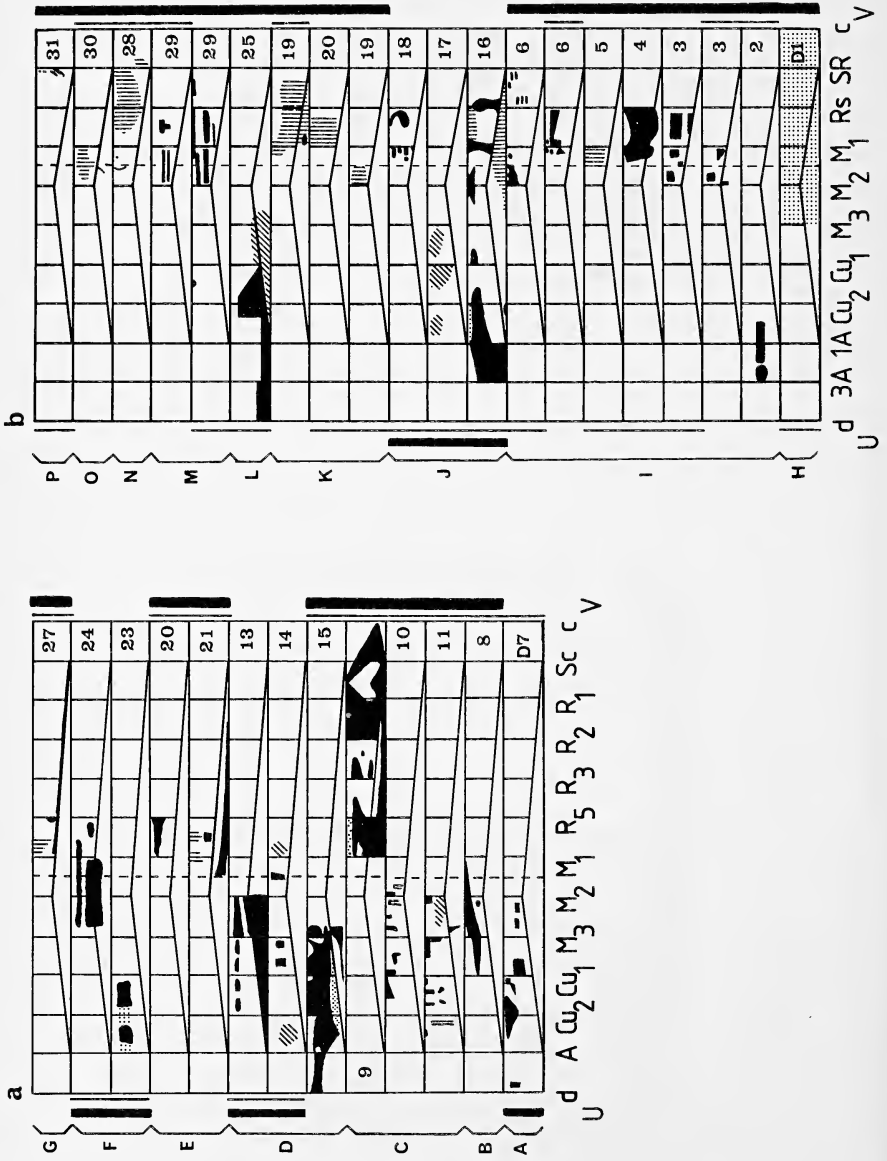 a
G 27
F 24
23
E 20
21
D 13
14
15
C 9
10
11
B 8
A D7
U d A Cu2 Cu1 M3 M2 M1 R5 R3 R2 R1 Sc c V
b
P 31
O 30
N 28
M 29
29
L 25
K 19
20
19
J 18
17
16
I 6
6
5
4
3
3
2
H D1
U d 3A 1A Cu2 Cu1 M3 M2 M1 Rs SR c V